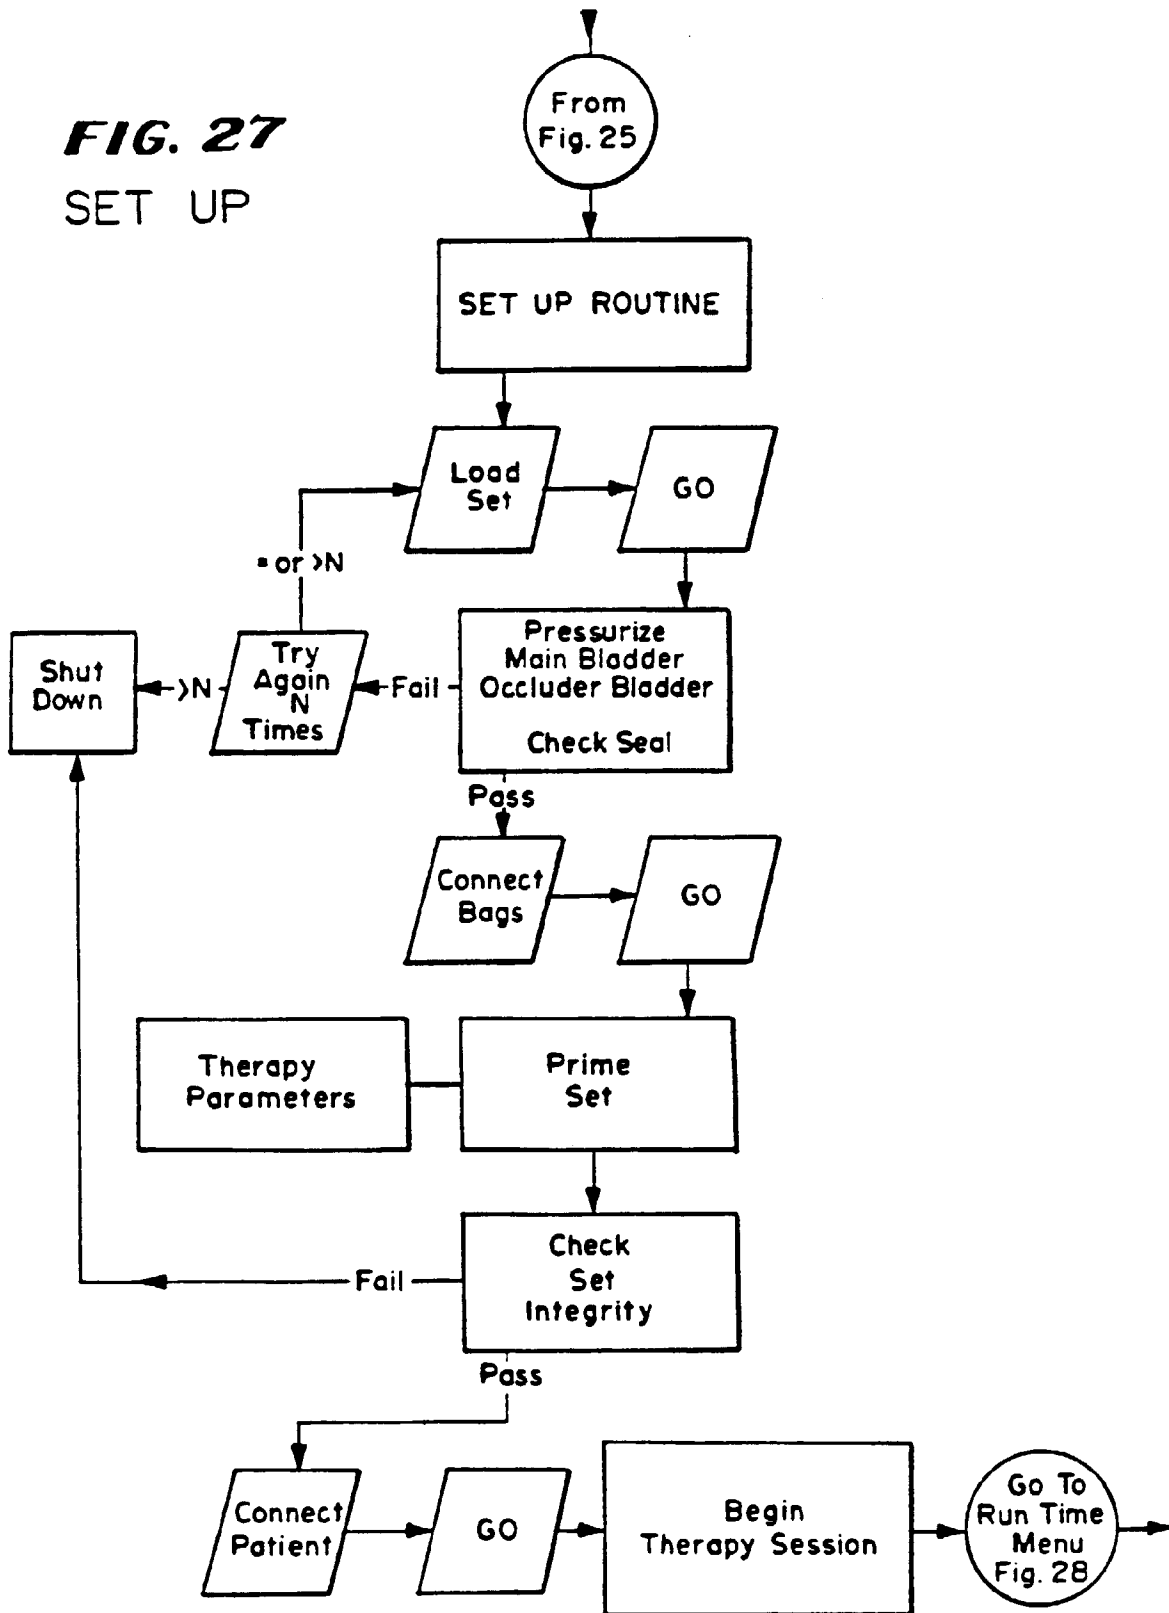 FIG. 27
SET UP
From
Fig. 25
SET UP ROUTINE
Load
Set
GO
= or >N
Pressurize
Main Bladder
Occluder Bladder
Check Seal
Fail
Try
Again
N
Times
>N
Shut
Down
Pass
Connect
Bags
GO
Therapy
Parameters
Prime
Set
Check
Set
Integrity
Fail
Pass
Connect
Patient
GO
Begin
Therapy Session
Go To
Run Time
Menu
Fig. 28